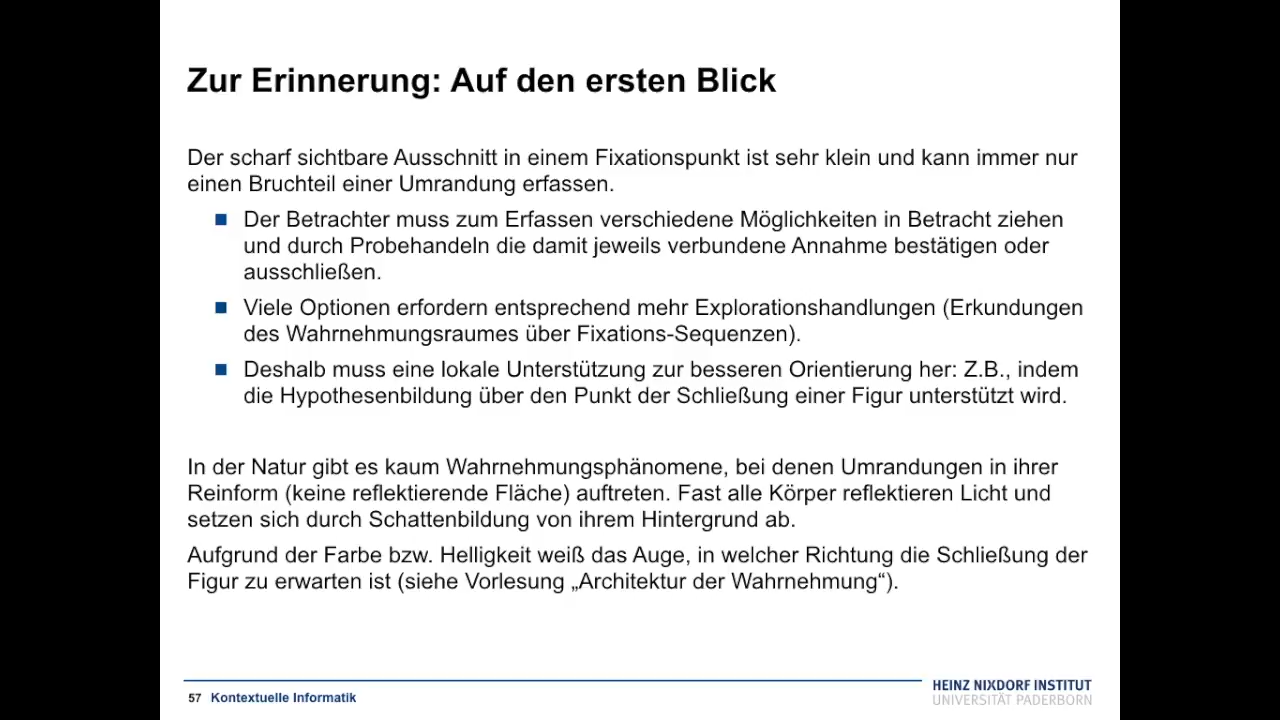 Zur Erinnerung: Auf den ersten Blick
Der scharf sichtbare Ausschnitt in einem Fixationspunkt ist sehr klein und kann immer nur
einen Bruchteil einer Umrandung erfassen.
Der Betrachter muss zum Erfassen verschiedene Möglichkeiten in Betracht ziehen
und durch Probehandeln die damit jeweils verbundene Annahme bestätigen oder
ausschließen.
Viele Optionen erfordern entsprechend mehr Explorationshandlungen (Erkundungen
des Wahrnehmungsraumes über Fixations-Sequenzen).
Deshalb muss eine lokale Unterstützung zur besseren Orientierung her: Z.B., indem
die Hypothesenbildung über den Punkt der Schließung einer Figur unterstützt wird.
In der Natur gibt es kaum Wahrnehmungsphänomene, bei denen Umrandungen in ihrer
Reinform (keine reflektierende Fläche) auftreten. Fast alle Körper reflektieren Licht und
setzen sich durch Schattenbildung von ihrem Hintergrund ab.
Aufgrund der Farbe bzw. Helligkeit weiß das Auge, in welcher Richtung die Schließung der
Figur zu erwarten ist (siehe Vorlesung „Architektur der Wahrnehmung“).
57 Kontextuelle Informatik
HEINZ NIXDORF INSTITUT
UNIVERSITÄT PADERBORN